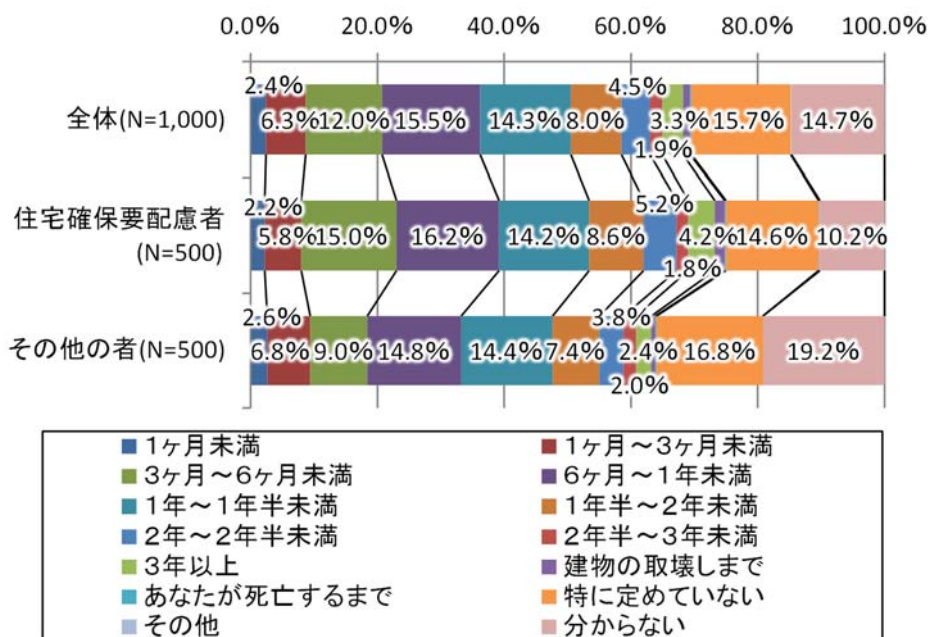 0.0% 20.0% 40.0% 60.0% 80.0% 100.0%
全体(N=1,000) 2.4% 6.3% 12.0% 15.5% 14.3% 8.0% 4.5% 1.9% 3.3% 15.7% 14.7%
住宅確保要配慮者
(N=500) 2.2% 5.8% 15.0% 16.2% 14.2% 8.6% 5.2% 1.8% 4.2% 14.6% 10.2%
その他の者(N=500) 2.6% 6.8% 9.0% 14.8% 14.4% 7.4% 3.8% 2.0% 2.4% 16.8% 19.2%
1ヶ月未満 1ヶ月～3ヶ月未満
3ヶ月～6ヶ月未満 6ヶ月～1年未満
1年～1年半未満 1年半～2年未満
2年～2年半未満 2年半～3年未満
3年以上 建物の取壊しまで
あなたが死亡するまで 特に定めていない
その他 分からない